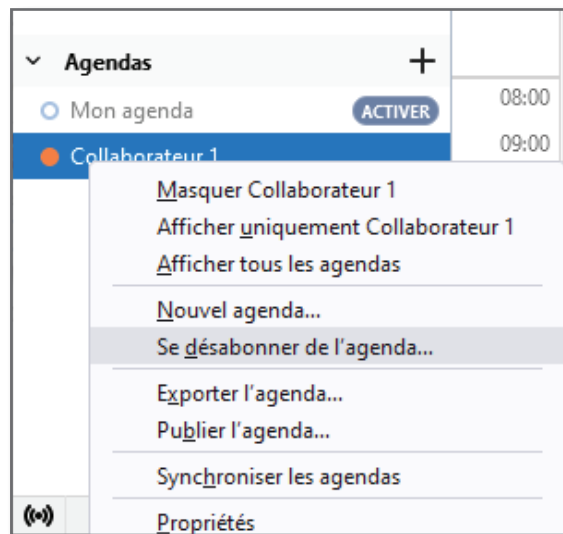 Agendas
Mon agenda ACTIVER 08:00
Collaborateur 1 09:00
Masquer Collaborateur 1
Afficher uniquement Collaborateur 1
Afficher tous les agendas
Nouvel agenda...
Se désabonner de l'agenda...
Exporter l'agenda...
Publier l'agenda...
Synchroniser les agendas
Propriétés